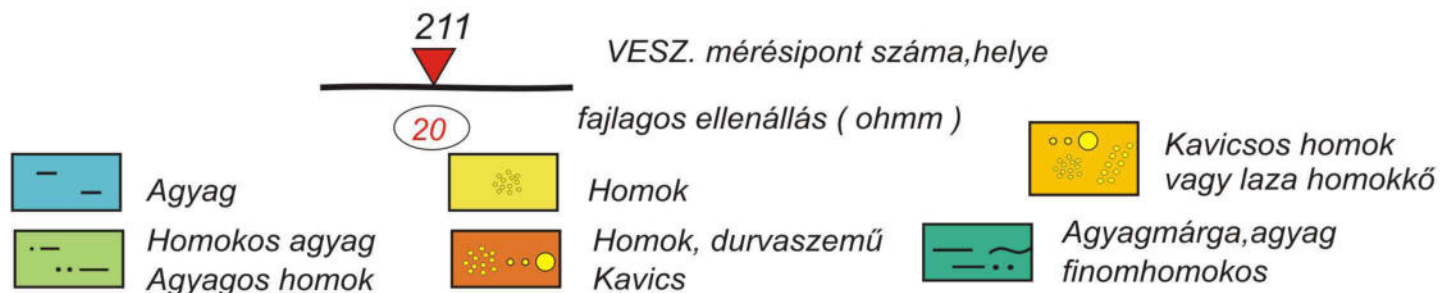 211
VESZ. mérésipont száma,helye
20
fajlagos ellenállás ( ohmm )
Agyag
Homok
Kavicsos homok
vagy laza homokkő
Homokos agyag
Agyagos homok
Homok, durvaszemű
Kavics
Agyagmárga,agyag
finomhomokos